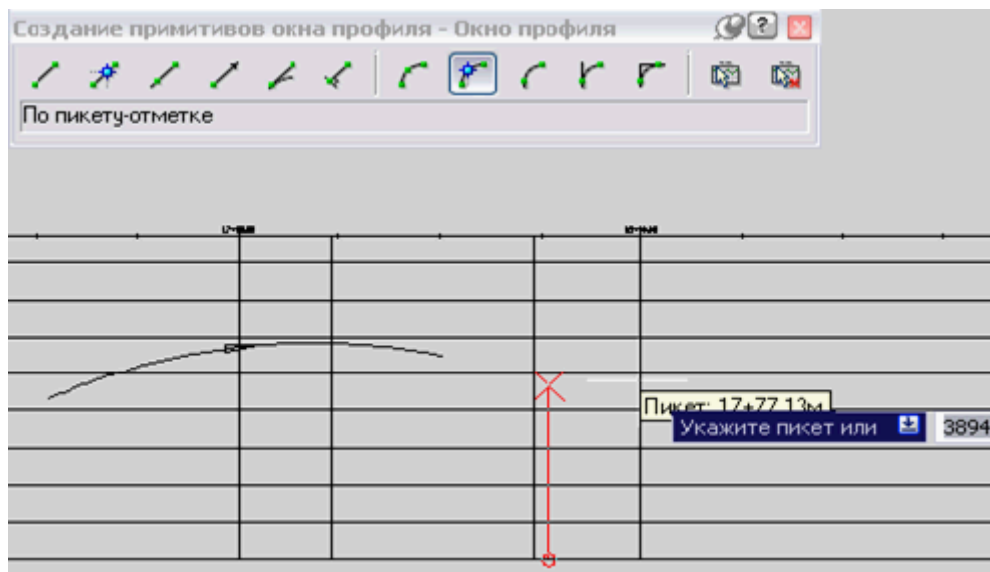 Создание примитивов окна профиля - Окно профиля
По пикету-отметке
Пикет: 17+77.13м
Укажите пикет или
3894